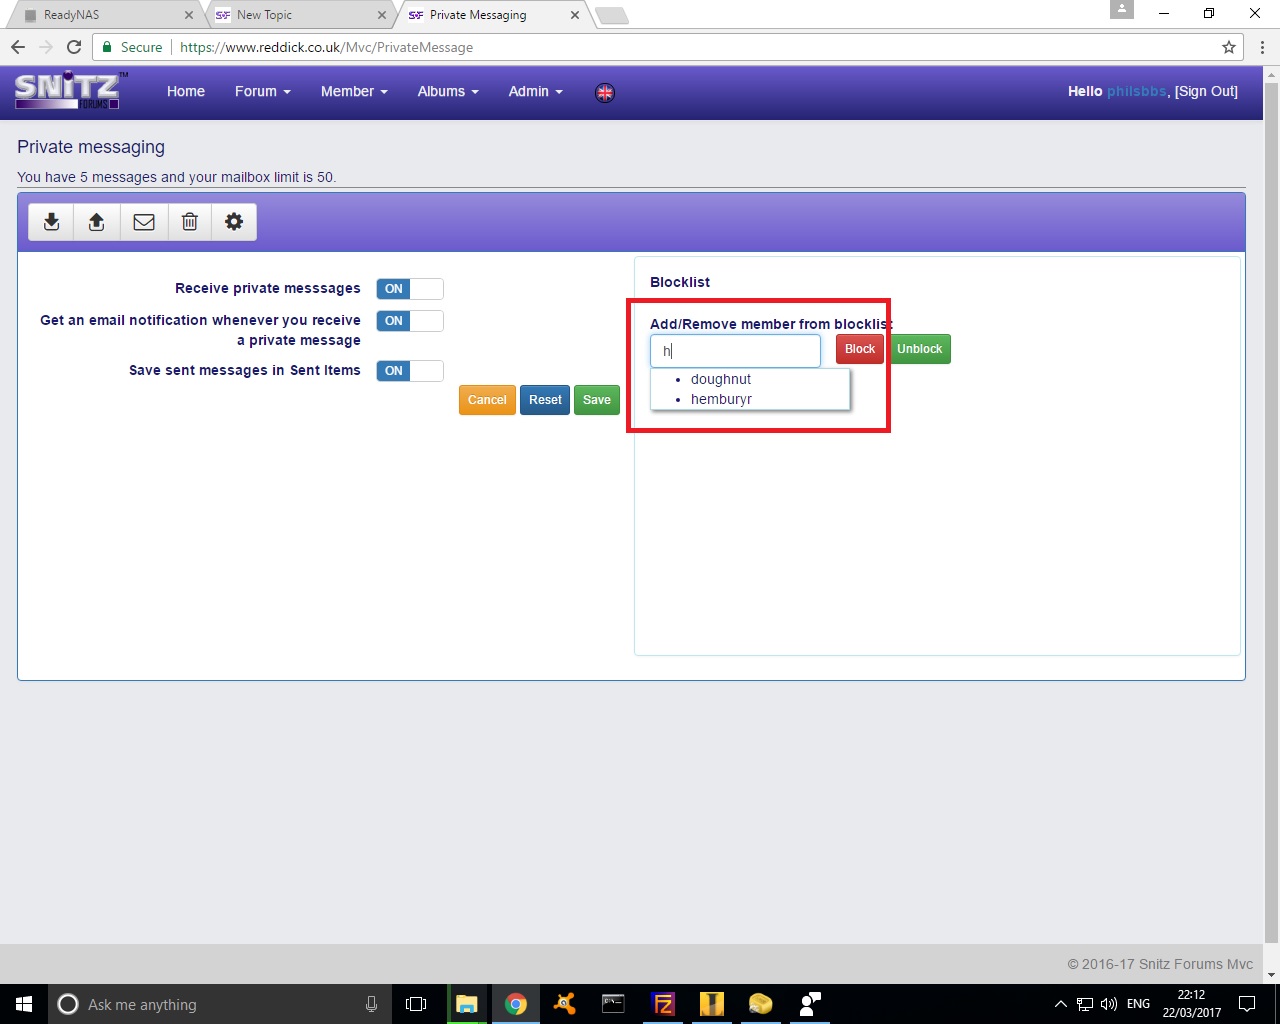 ReadyNAS
New Topic
Private Messaging
Secure
https://www.reddick.co.uk/Mvc/PrivateMessage
SNiTZ™
FORUMS
Home
Forum
Member
Albums
Admin
Hello philsbbs, [Sign Out]
Private messaging
You have 5 messages and your mailbox limit is 50.
Receive private messsages
ON
Get an email notification whenever you receive
a private message
ON
Save sent messages in Sent Items
ON
Cancel
Reset
Save
Blocklist
Add/Remove member from blocklist:
h
Block
Unblock
doughnut
hemburyr
© 2016-17 Snitz Forums Mvc
Ask me anything
ENG
22:12
22/03/2017